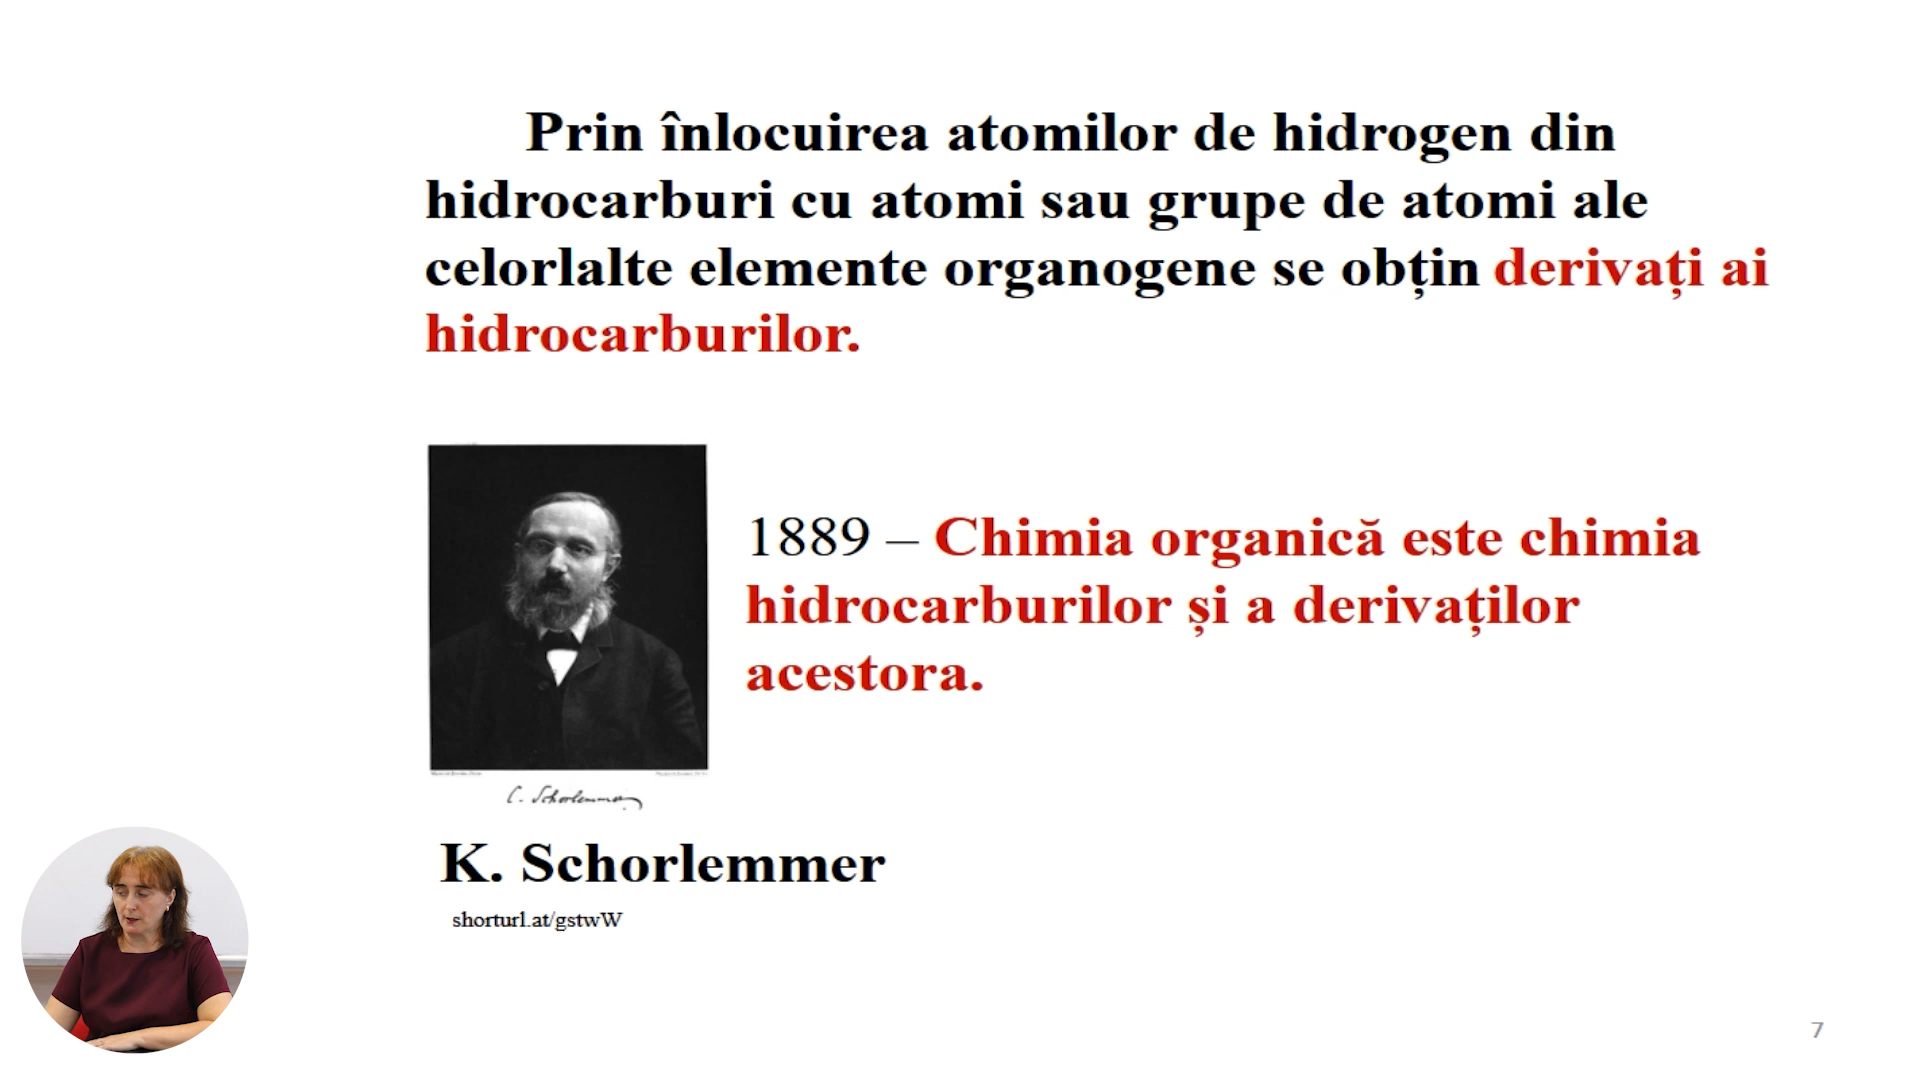 Prin înlocuirea atomilor de hidrogen din
hidrocarburi cu atomi sau grupe de atomi ale
celorlalte elemente organogene se obțin derivați ai
hidrocarburilor.
1889 – Chimia organică este chimia
hidrocarburilor și a derivaților
acestora.
C. Schorlemmer
K. Schorlemmer
shorturl.at/gstwW
7